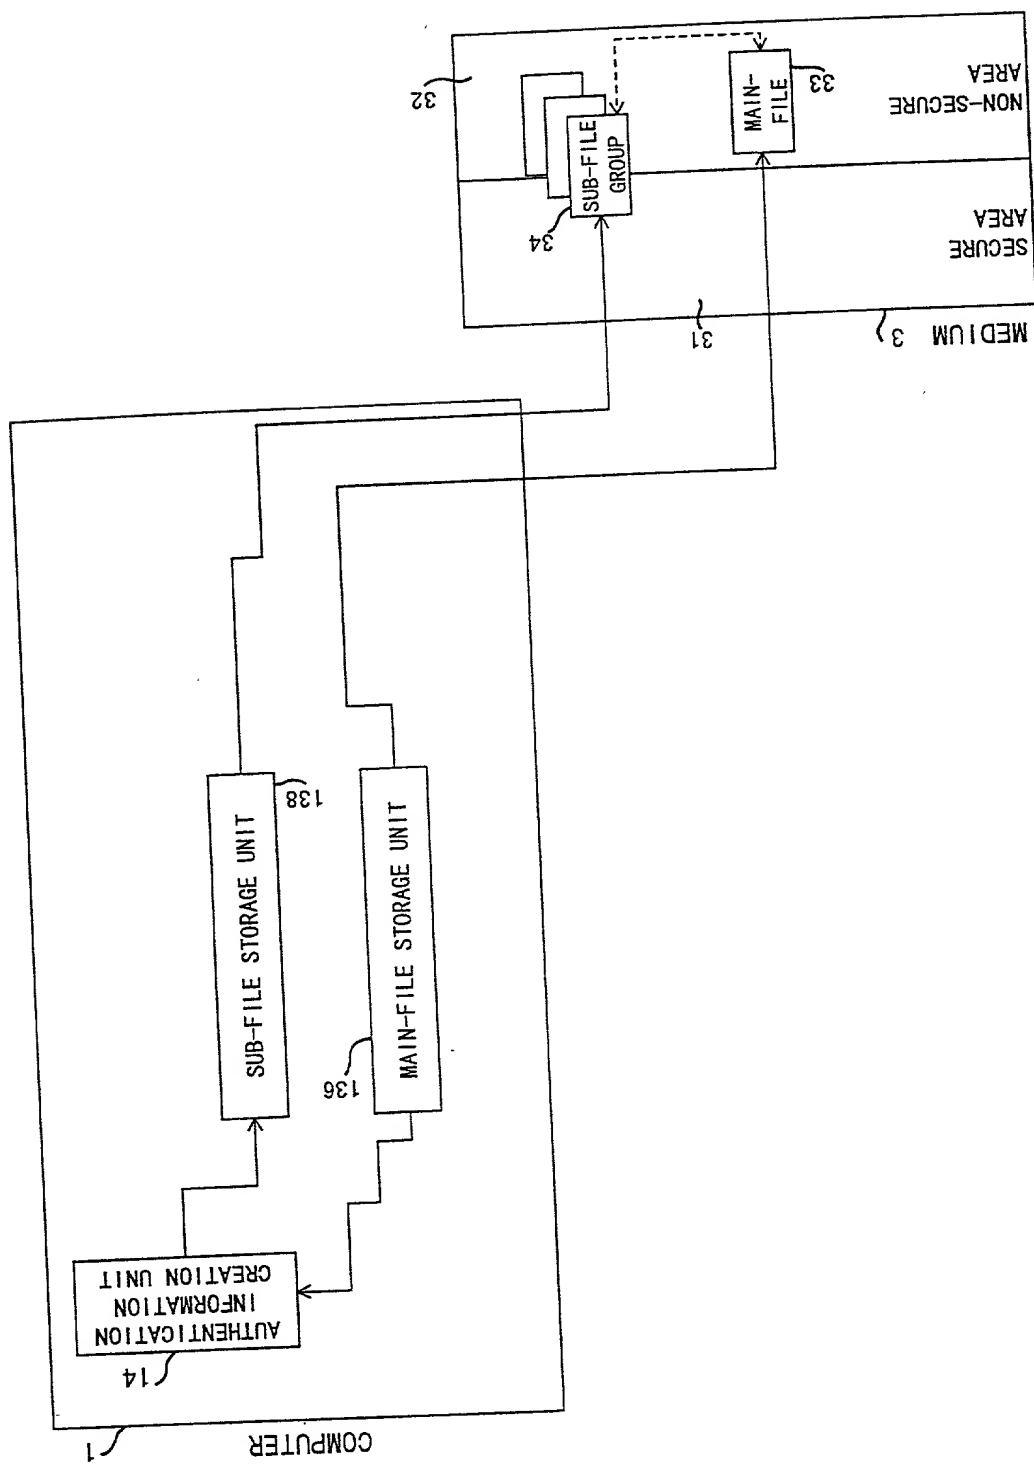 COMPUTER
1
14
AUTHENTICATION
INFORMATION
CREATION UNIT
136
MAIN-FILE STORAGE UNIT
SUB-FILE STORAGE UNIT
138
MEDIUM 3
31
SECURE
AREA
34
SUB-FILE
GROUP
MAIN-
FILE
33
NON-SECURE
AREA
32